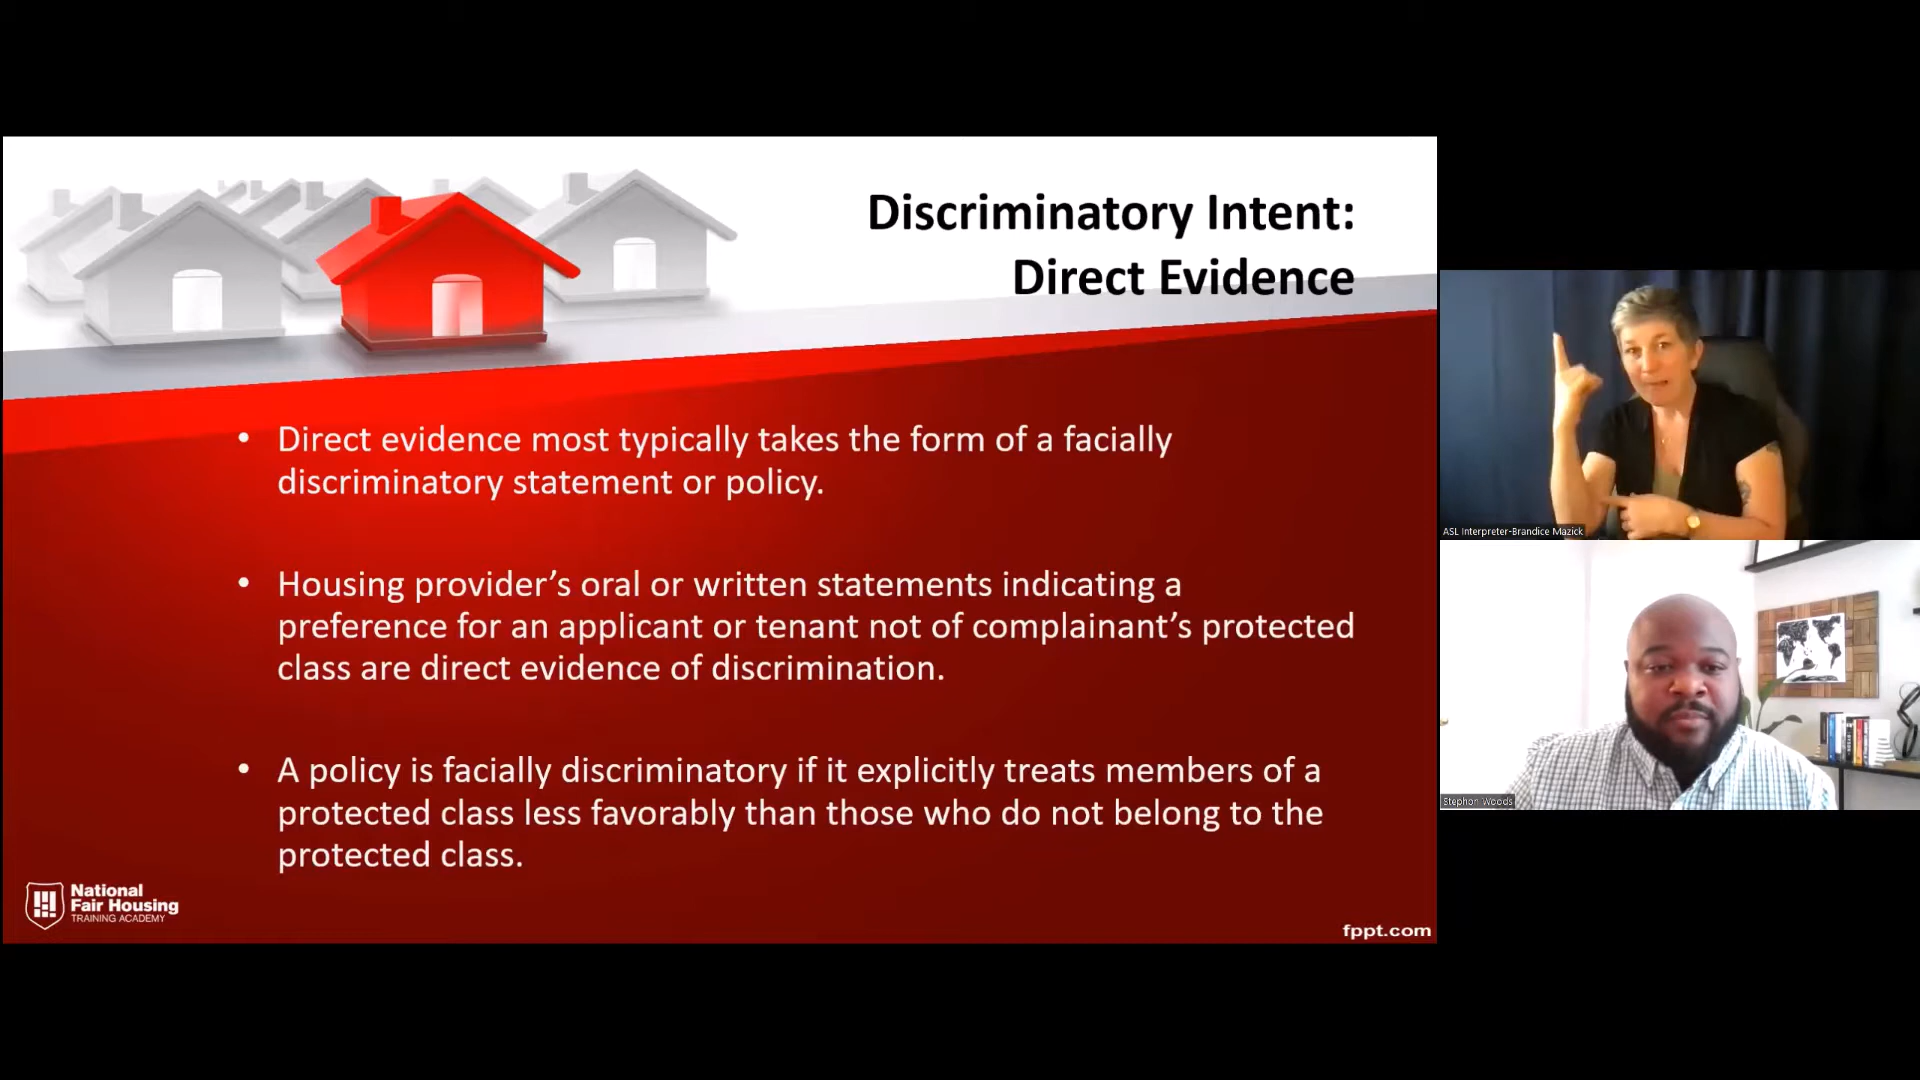 Discriminatory Intent:
Direct Evidence
• Direct evidence most typically takes the form of a facially
discriminatory statement or policy.
• Housing provider’s oral or written statements indicating a
preference for an applicant or tenant not of complainant’s protected
class are direct evidence of discrimination.
• A policy is facially discriminatory if it explicitly treats members of a
protected class less favorably than those who do not belong to the
protected class.
National
Fair Housing
TRAINING ACADEMY
fppt.com
ASL Interpreter-Brandice Mazick
Stephon Woods